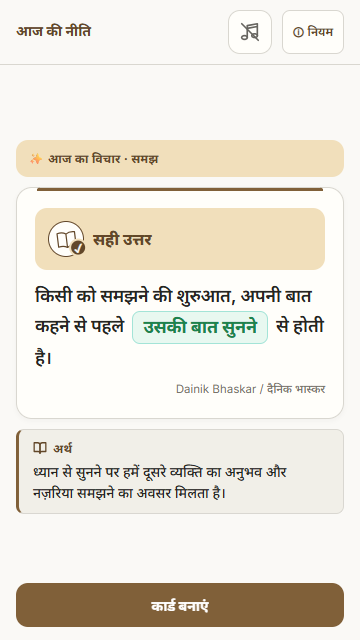 आज की नीति
नियम
आज का विचार · समझ
सही उत्तर
किसी को समझने की शुरुआत, अपनी बात
कहने से पहले उसकी बात सुनने से होती
है।
Dainik Bhaskar / दैनिक भास्कर
अर्थ
ध्यान से सुनने पर हमें दूसरे व्यक्ति का अनुभव और
नज़रिया समझने का अवसर मिलता है।
कार्ड बनाएं